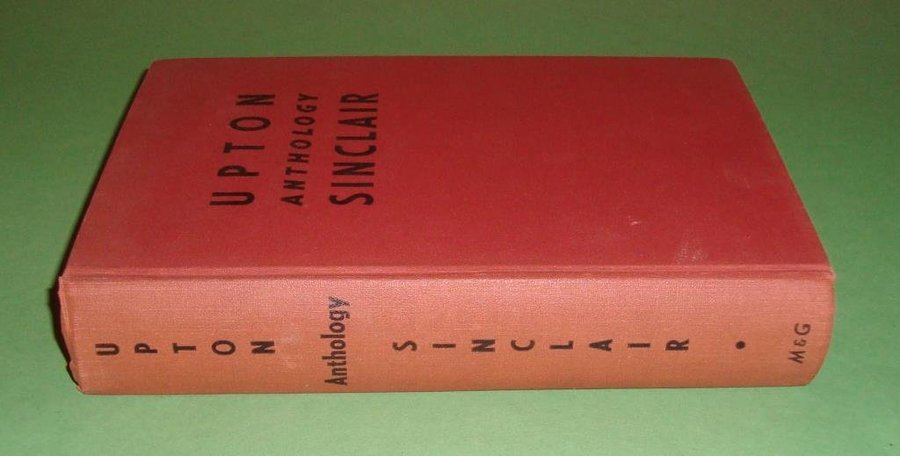 UPTON
ANTHOLOGY
SINCLAIR
UPTON
Anthology
SINCLAIR
•
M&G